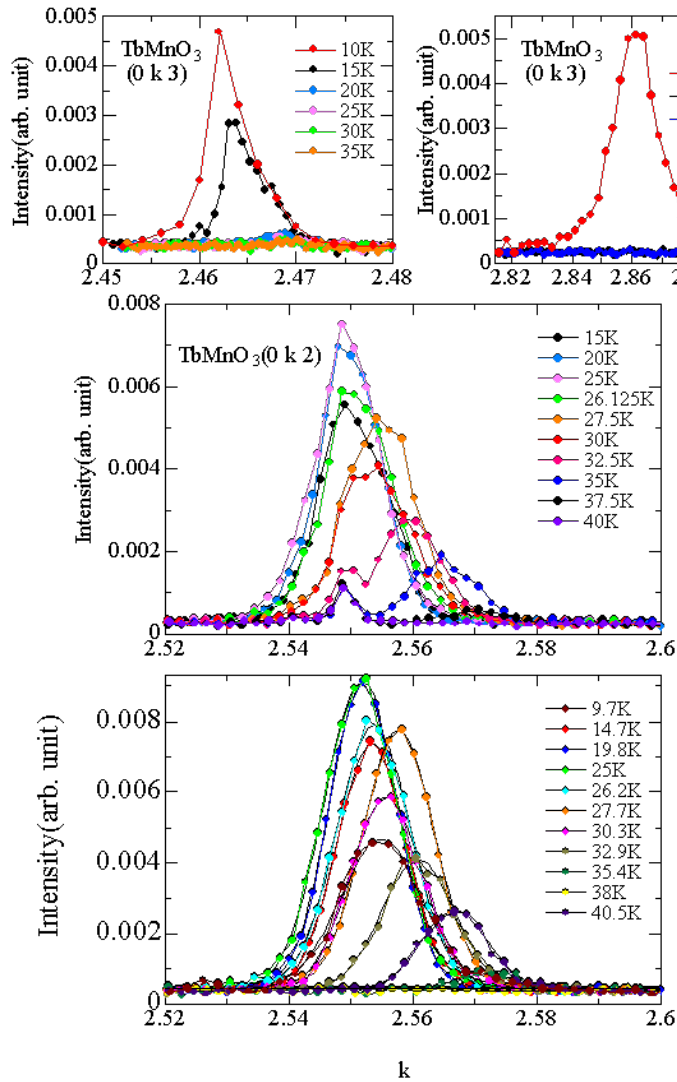 0.005
0.004
0.003
0.002
0.001
0
Intensity(arb. unit)
TbMnO3
(0 k 3)
10K
15K
20K
25K
30K
35K
2.45 2.46 2.47 2.48
0.005
0.004
0.003
0.002
0.001
0
Intensity(arb. unit)
TbMnO3
(0 k 3)
2.82 2.84 2.86 2
0.008
0.006
0.004
0.002
0
Intensity(arb. unit)
TbMnO3(0 k 2)
15K
20K
25K
26.125K
27.5K
30K
32.5K
35K
37.5K
40K
2.52 2.54 2.56 2.58 2.6
0.008
0.006
0.004
0.002
0
Intensity(arb. unit)
9.7K
14.7K
19.8K
25K
26.2K
27.7K
30.3K
32.9K
35.4K
38K
40.5K
2.52 2.54 2.56 2.58 2.6
k